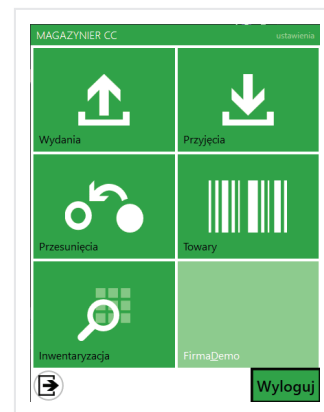 MAGAZYNIER CC ustawienia
Wydania Przyjęcia
Przesunięcia Towary
Inwentaryzacja FirmaDemo
Wyloguj